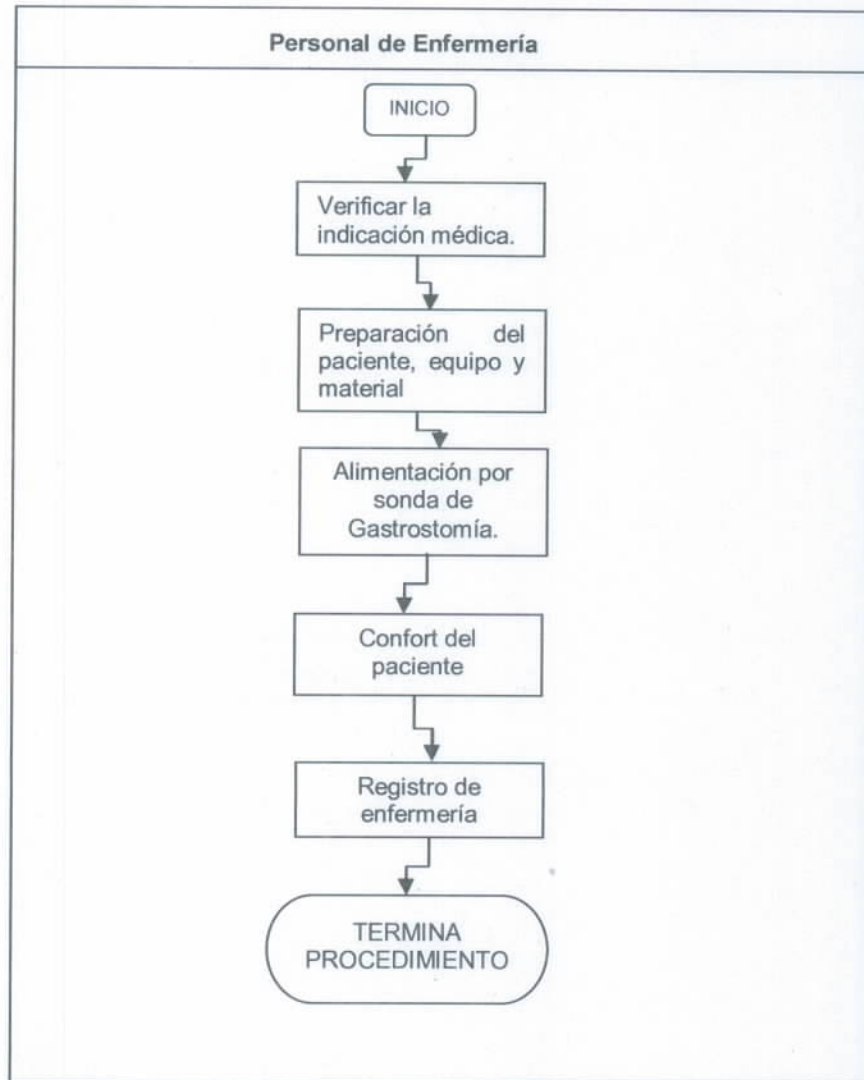 Personal de Enfermería
INICIO
Verificar la
indicación médica.
Preparación del
paciente, equipo y
material
Alimentación por
sonda de
Gastrostomía.
Confort del
paciente
Registro de
enfermería
TERMINA
PROCEDIMIENTO